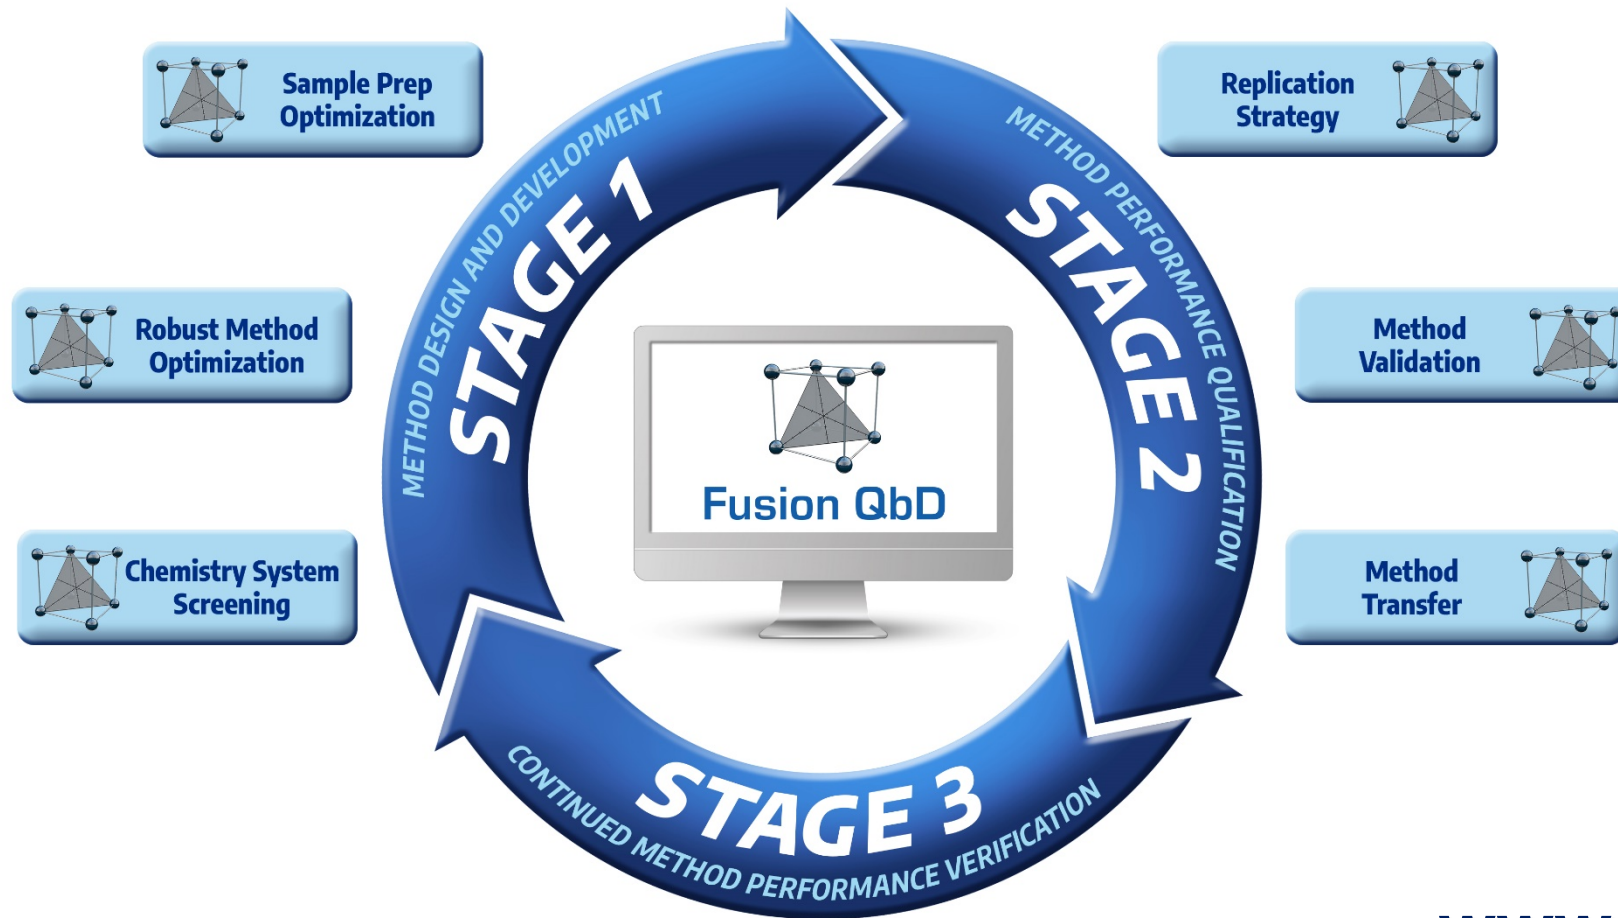 Sample Prep
Optimization
Robust Method
Optimization
Chemistry System
Screening
METHOD DESIGN AND DEVELOPMENT
STAGE 1
Fusion QbD
METHOD PERFORMANCE QUALIFICATION
STAGE 2
STAGE 3
CONTINUED METHOD PERFORMANCE VERIFICATION
Replication
Strategy
Method
Validation
Method
Transfer